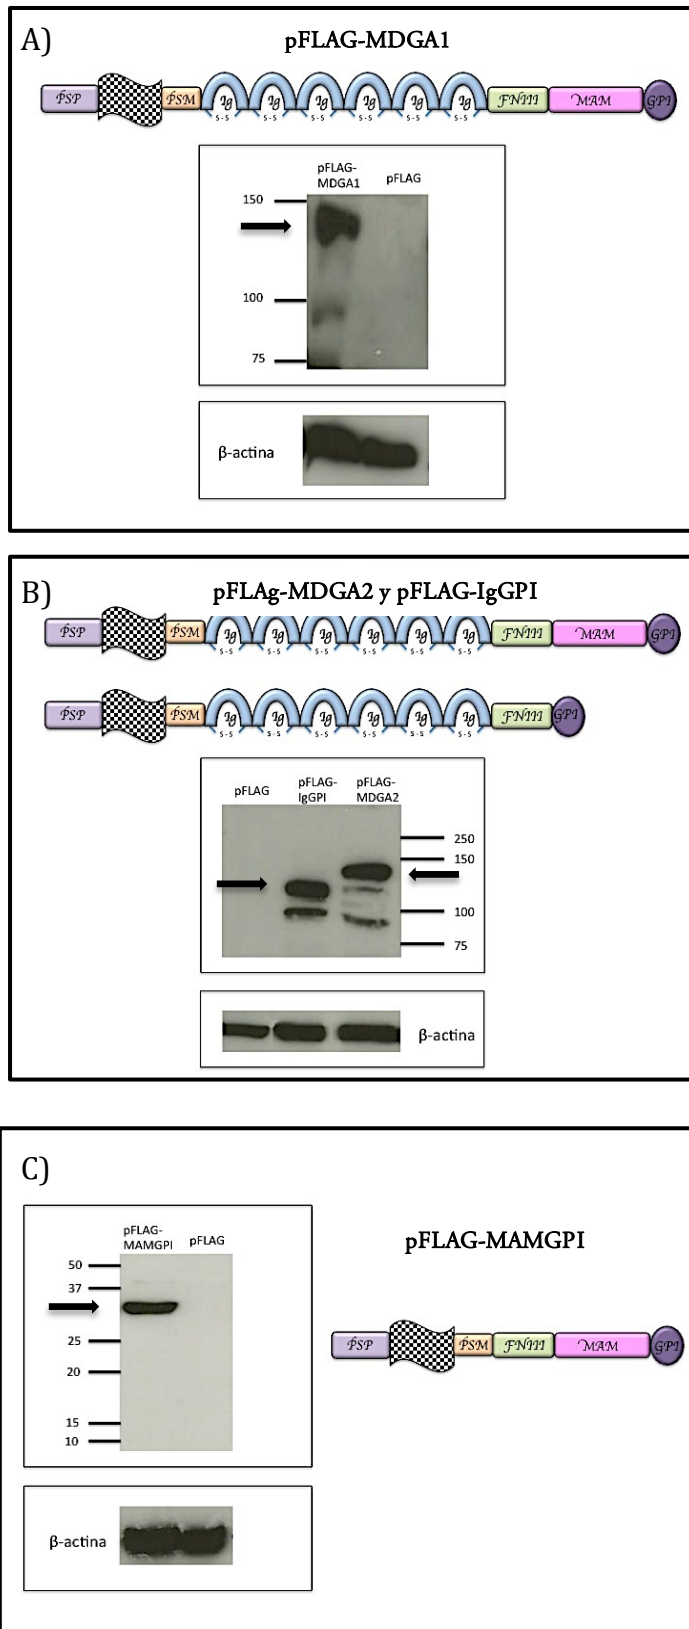 A)
pFLAG-MDGA1
PSP PSM Ig Ig Ig Ig Ig Ig FNIII MAM GPI
S-S S-S S-S S-S S-S S-S
pFLAG-
MDGA1
pFLAG
150
100
75
β-actina
B)
pFLAg-MDGA2 y pFLAG-IgGPI
PSP PSM Ig Ig Ig Ig Ig Ig FNIII MAM GPI
S-S S-S S-S S-S S-S S-S
PSP PSM Ig Ig Ig Ig Ig Ig FNIII GPI
S-S S-S S-S S-S S-S S-S
pFLAG
pFLAG-
IgGPI
pFLAG-
MDGA2
250
150
100
75
β-actina
C)
pFLAG-
MAMGPI
pFLAG
50
37
25
20
15
10
pFLAG-MAMGPI
PSP PSM FNIII MAM GPI
β-actina